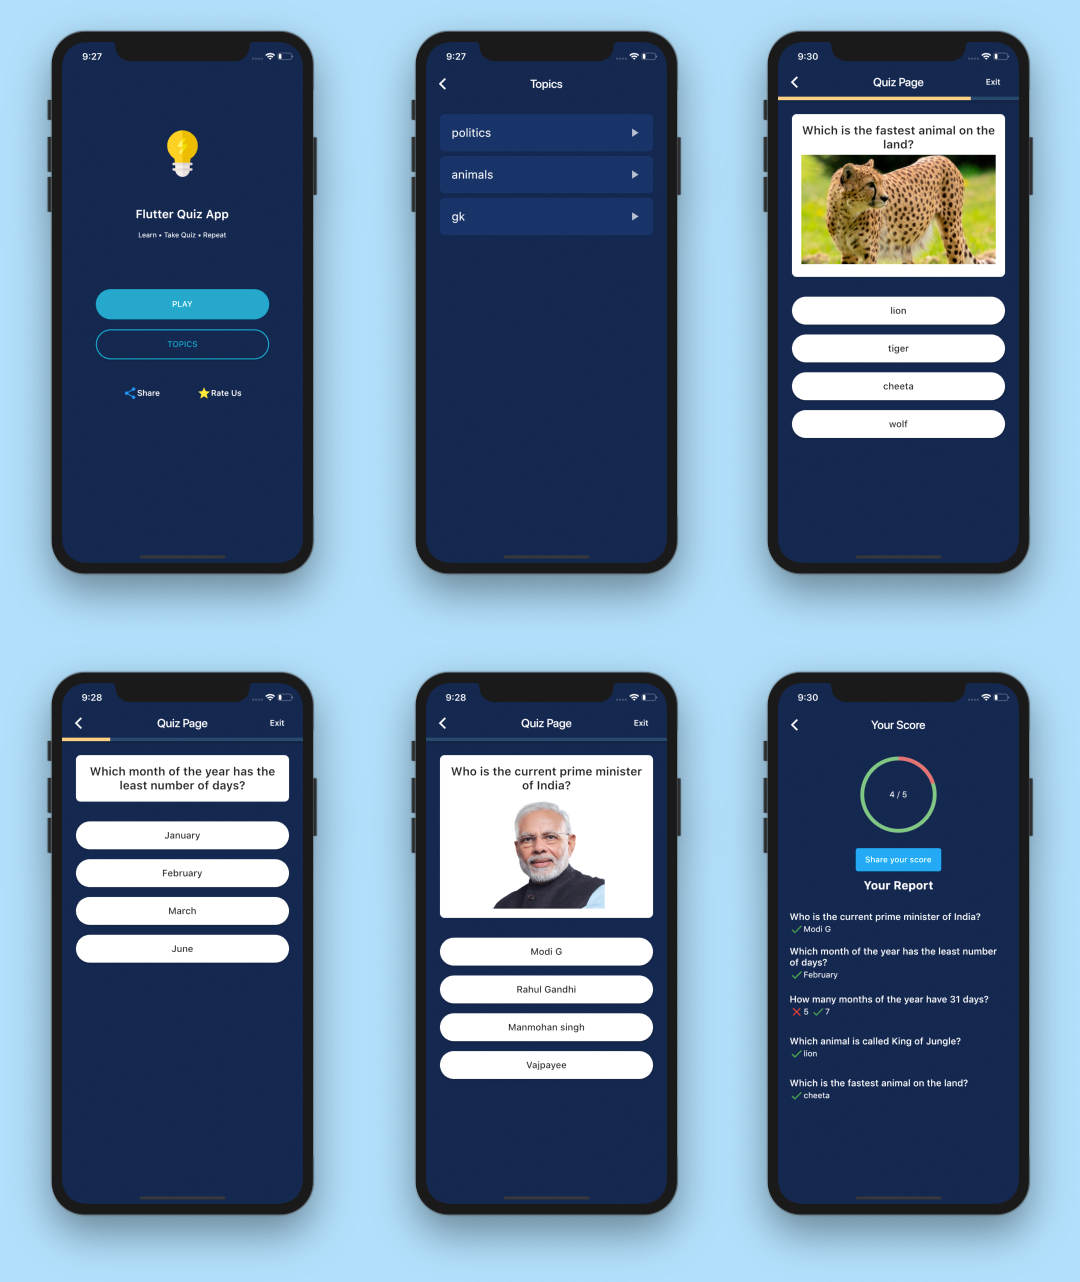 9:27
Flutter Quiz App
Learn • Take Quiz • Repeat
PLAY
TOPICS
Share
Rate Us
9:27
Topics
politics
animals
gk
9:30
Quiz Page
Exit
Which is the fastest animal on the
land?
lion
tiger
cheeta
wolf
9:28
Quiz Page
Exit
Which month of the year has the
least number of days?
January
February
March
June
9:28
Quiz Page
Exit
Who is the current prime minister
of India?
Modi G
Rahul Gandhi
Manmohan singh
Vajpayee
9:30
Your Score
4 / 5
Share your score
Your Report
Who is the current prime minister of India?
Modi G
Which month of the year has the least number
of days?
February
How many months of the year have 31 days?
5 7
Which animal is called King of Jungle?
lion
Which is the fastest animal on the land?
cheeta